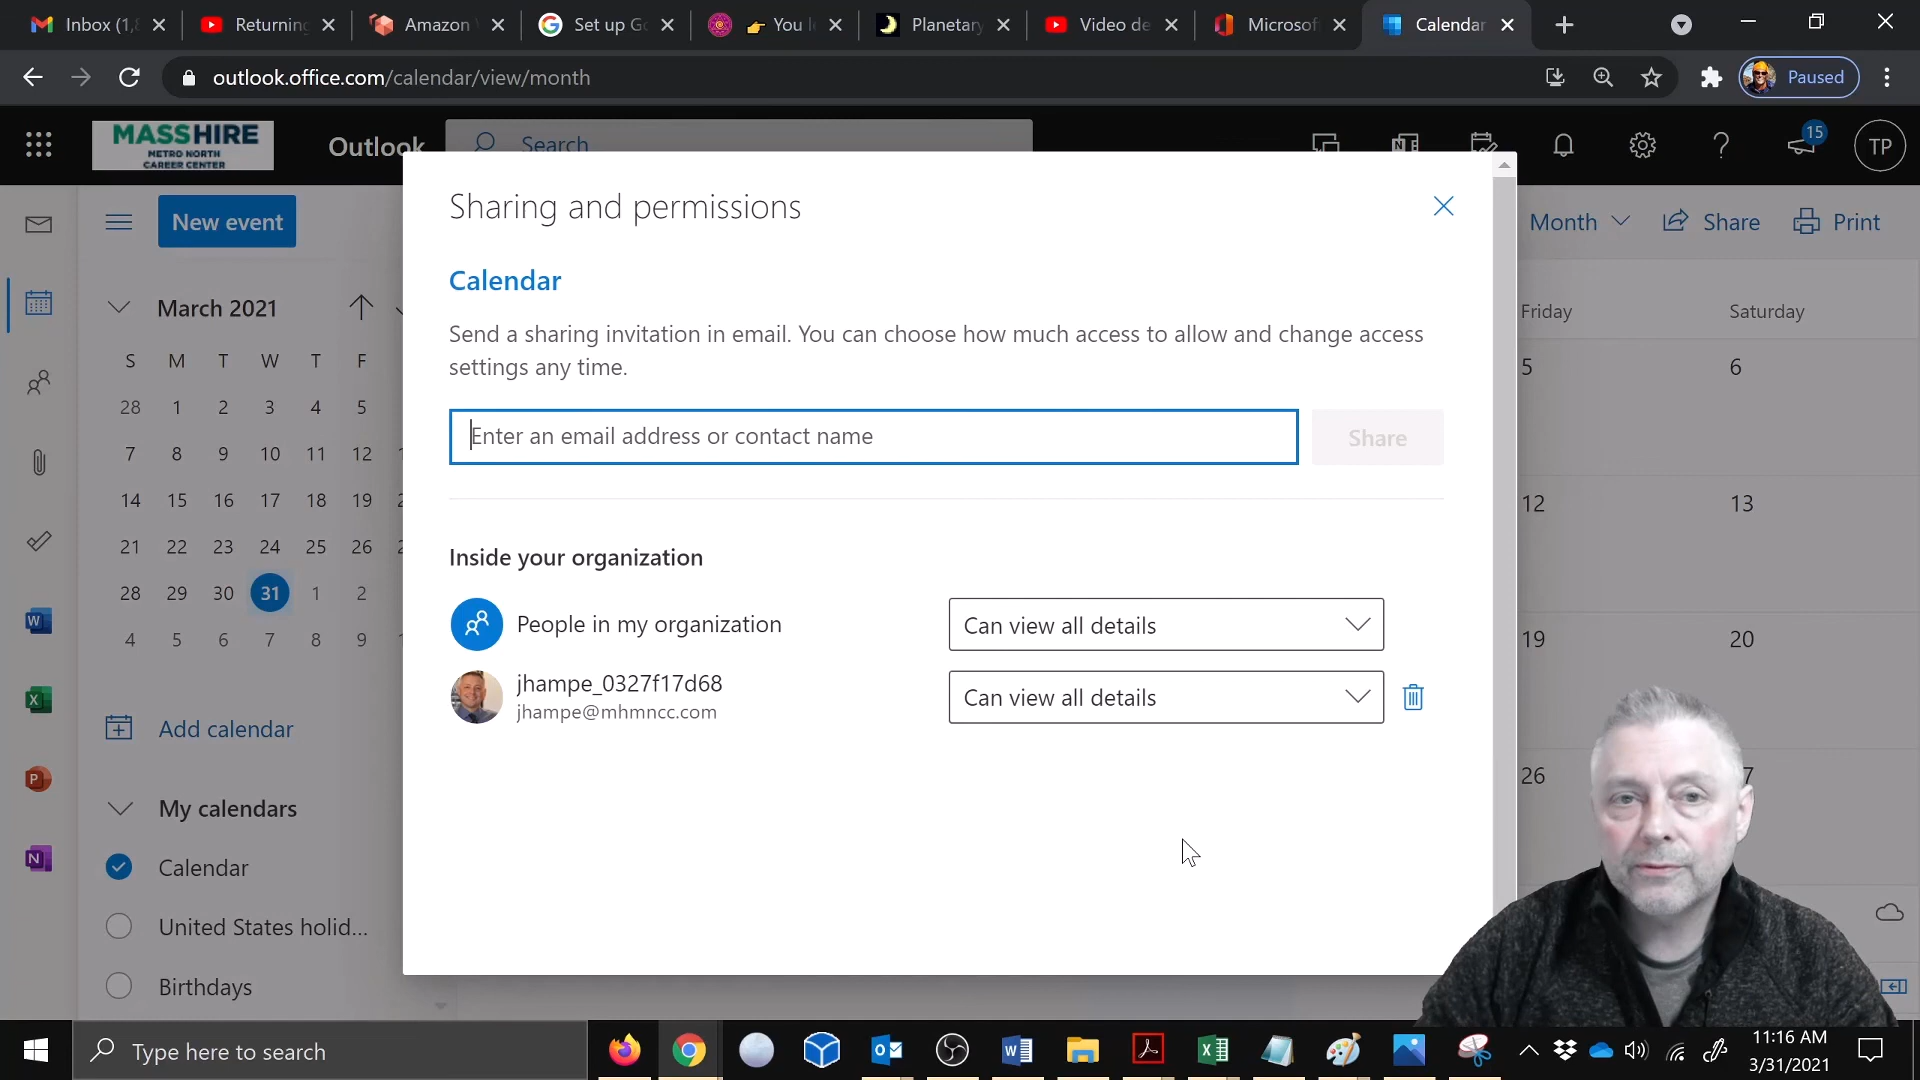 Inbox (1,8
Returning
Amazon
Set up Go
You l
Planetary
Video de
Microsof
Calendar
outlook.office.com/calendar/view/month
Paused
MASSHIRE
METRO NORTH
CAREER CENTER
Outlook
Search
15
TP
New event
Month
Share
Print
March 2021
S M T W T F
28 1 2 3 4 5
7 8 9 10 11 12
14 15 16 17 18 19
21 22 23 24 25 26
28 29 30 31 1 2
4 5 6 7 8 9
Add calendar
My calendars
Calendar
United States holid...
Birthdays
Sharing and permissions
Calendar
Send a sharing invitation in email. You can choose how much access to allow and change access
settings any time.
Enter an email address or contact name
Share
Inside your organization
People in my organization
Can view all details
jhampe_0327f17d68
jhampe@mhmncc.com
Can view all details
Friday Saturday
5 6
12 13
19 20
26
Type here to search
11:16 AM
3/31/2021